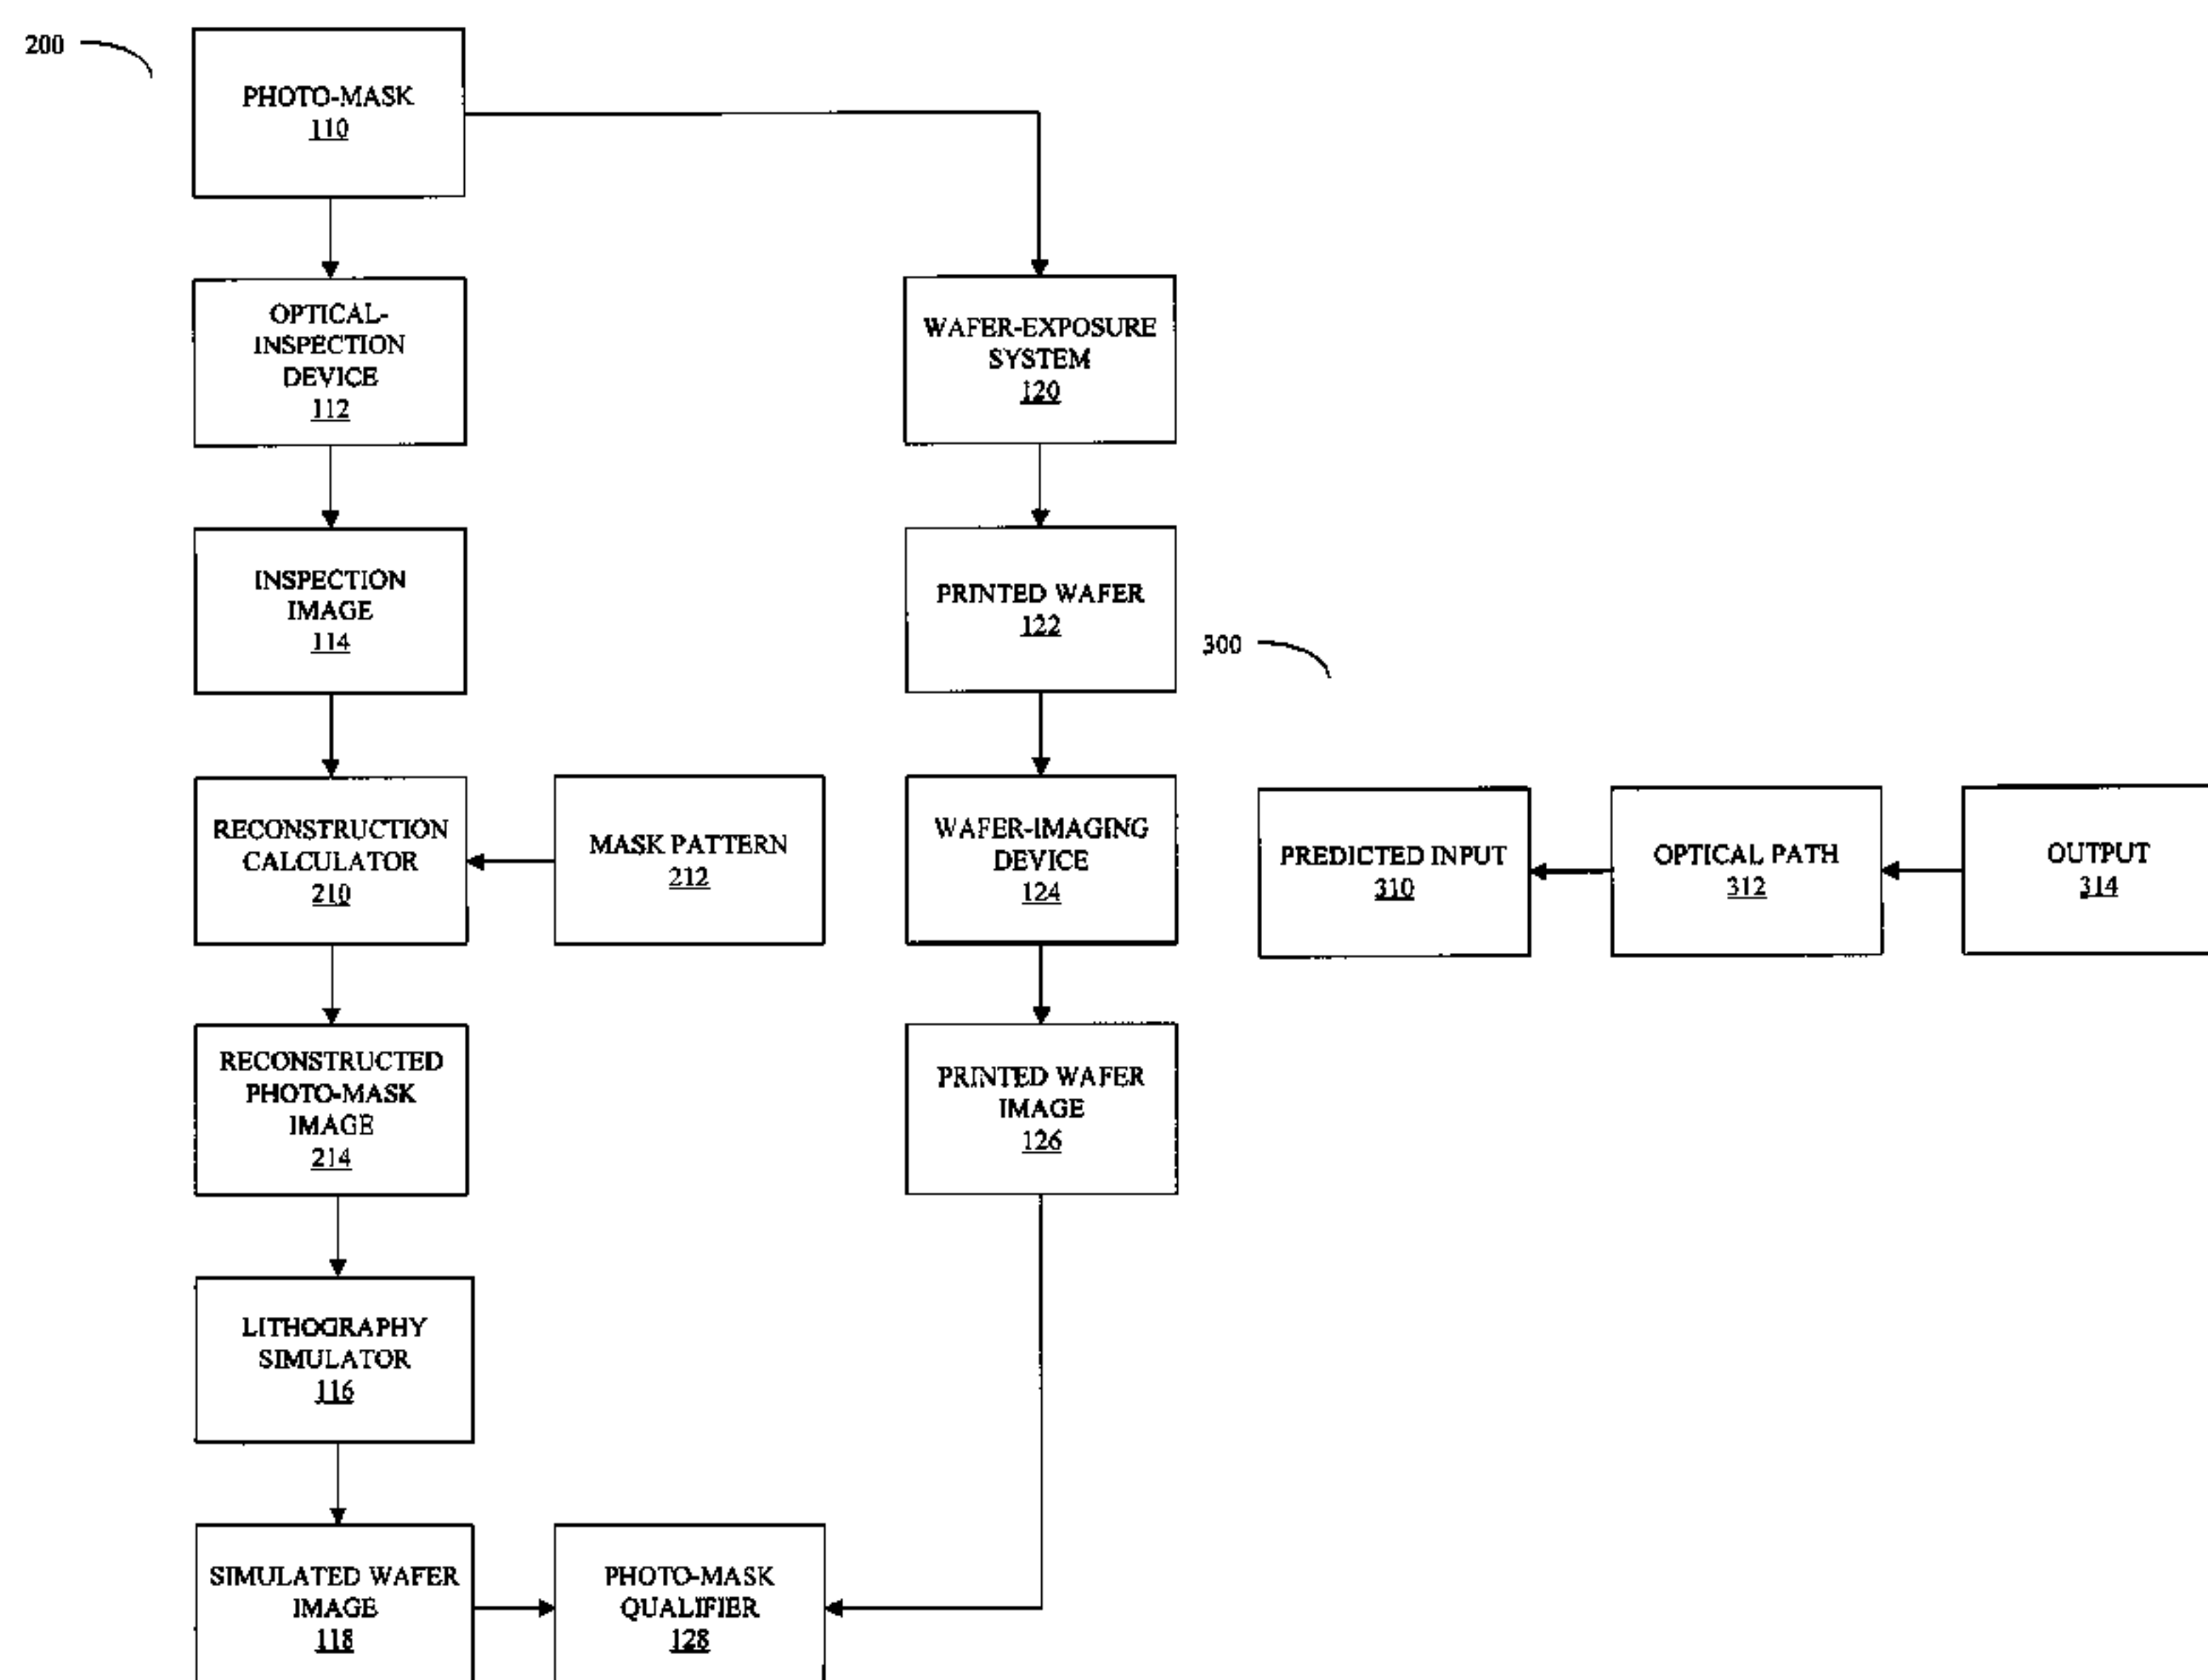 200
PHOTO-MASK
110
OPTICAL-
INSPECTION
DEVICE
112
WAFER-EXPOSURE
SYSTEM
120
INSPECTION
IMAGE
114
PRINTED WAFER
122
300
RECONSTRUCTION
CALCULATOR
210
MASK PATTERN
212
WAFER-IMAGING
DEVICE
124
PREDICTED INPUT
310
OPTICAL PATH
312
OUTPUT
314
RECONSTRUCTED
PHOTO-MASK
IMAGE
214
PRINTED WAFER
IMAGE
126
LITHOGRAPHY
SIMULATOR
116
SIMULATED WAFER
IMAGE
118
PHOTO-MASK
QUALIFIER
128